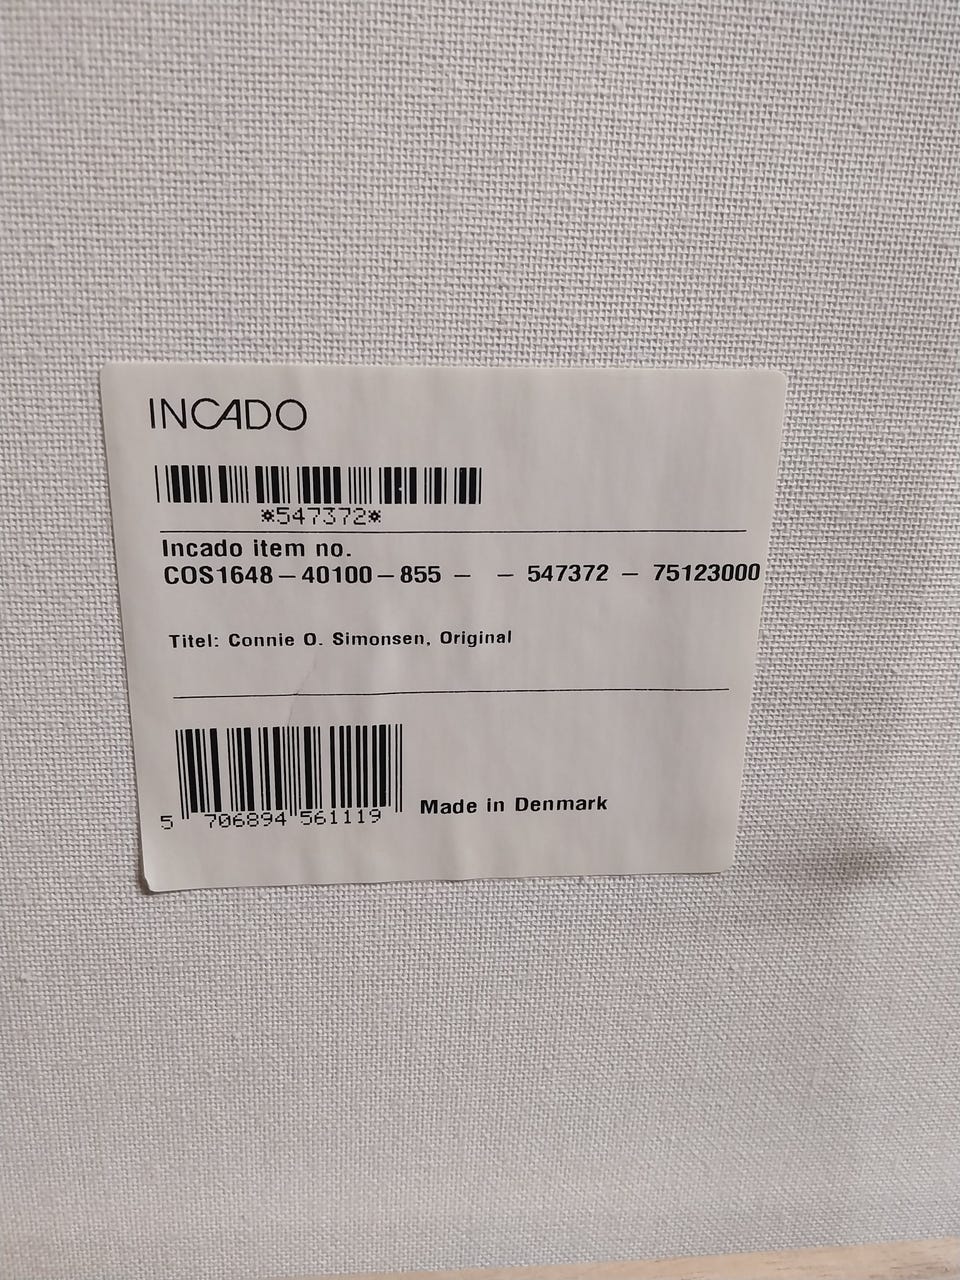 INCADO
*547372*
Incado item no.
COS1648 – 40100 – 855 – – 547372 – 75123000
Titel: Connie O. Simonsen, Original
5 706894 561119
Made in Denmark